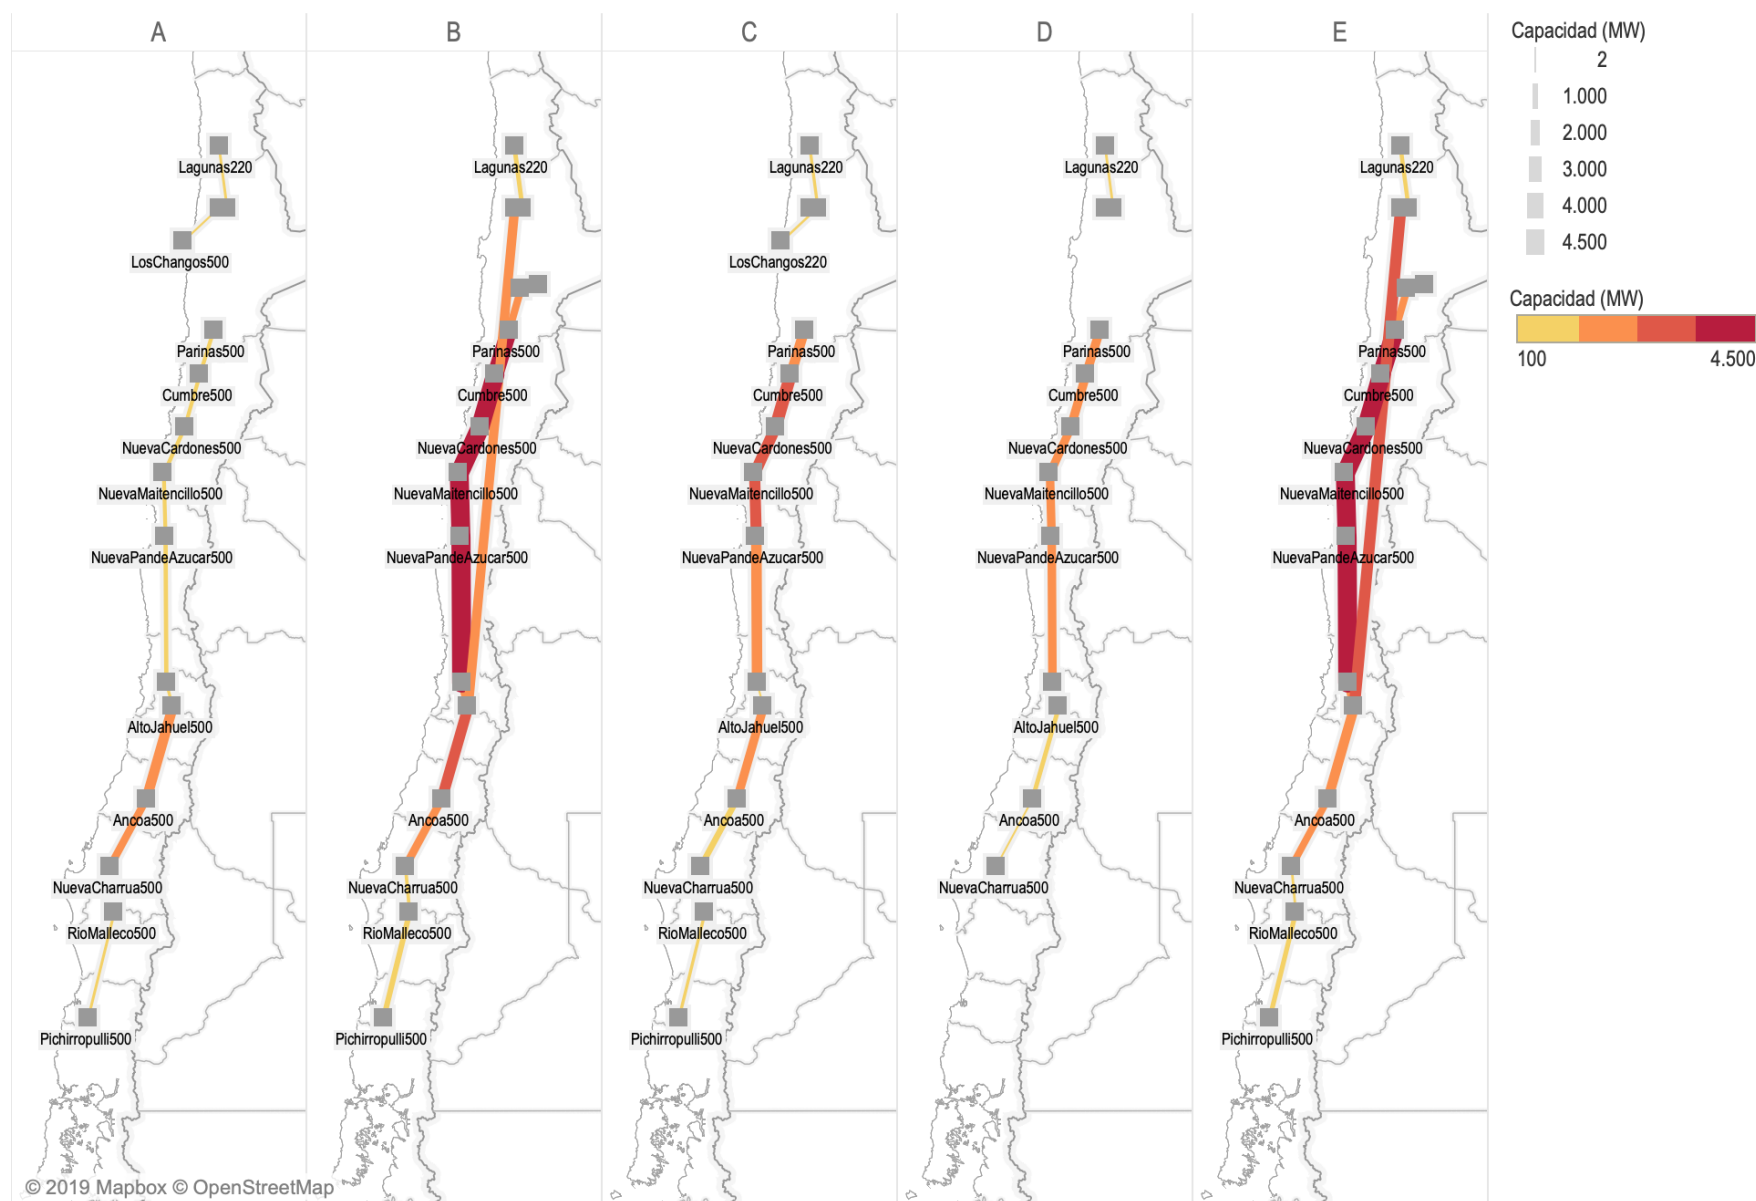 A B C D E
Capacidad (MW)
2
1.000
2.000
3.000
4.000
4.500
Capacidad (MW)
100 4.500
Lagunas220 Lagunas220 Lagunas220 Lagunas220 Lagunas220
LosChangos500 LosChangos220
Parinas500 Parinas500 Parinas500 Parinas500 Parinas500
Cumbre500 Cumbre500 Cumbre500 Cumbre500 Cumbre500
NuevaCardones500 NuevaCardones500 NuevaCardones500 NuevaCardones500 NuevaCardones500
NuevaMaitencillo500 NuevaMaitencillo500 NuevaMaitencillo500 NuevaMaitencillo500 NuevaMaitencillo500
NuevaPandeAzucar500 NuevaPandeAzucar500 NuevaPandeAzucar500 NuevaPandeAzucar500 NuevaPandeAzucar500
AltoJahuel500 AltoJahuel500 AltoJahuel500
Ancoa500 Ancoa500 Ancoa500 Ancoa500 Ancoa500
NuevaCharrua500 NuevaCharrua500 NuevaCharrua500 NuevaCharrua500 NuevaCharrua500
RioMalleco500 RioMalleco500 RioMalleco500 RioMalleco500
Pichirropulli500 Pichirropulli500 Pichirropulli500 Pichirropulli500
© 2019 Mapbox © OpenStreetMap